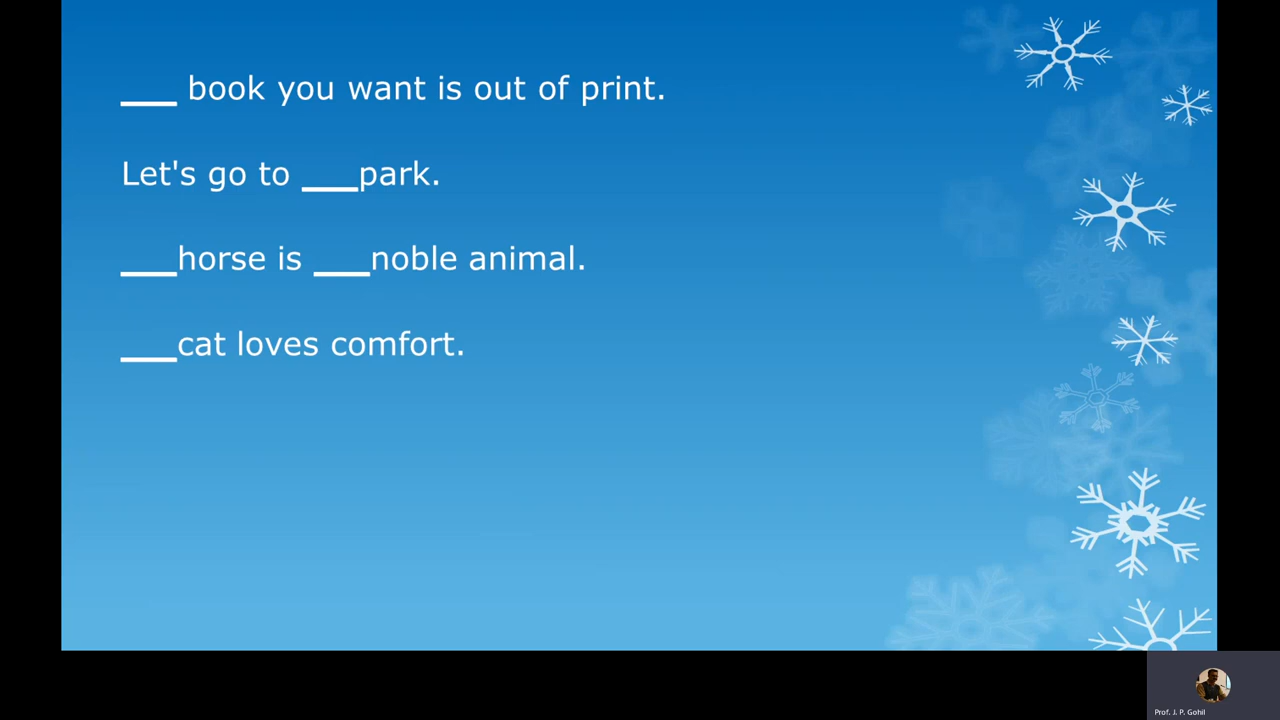 ___ book you want is out of print.
Let's go to ___park.
___horse is ___noble animal.
___cat loves comfort.
Prof. J. P. Gohil